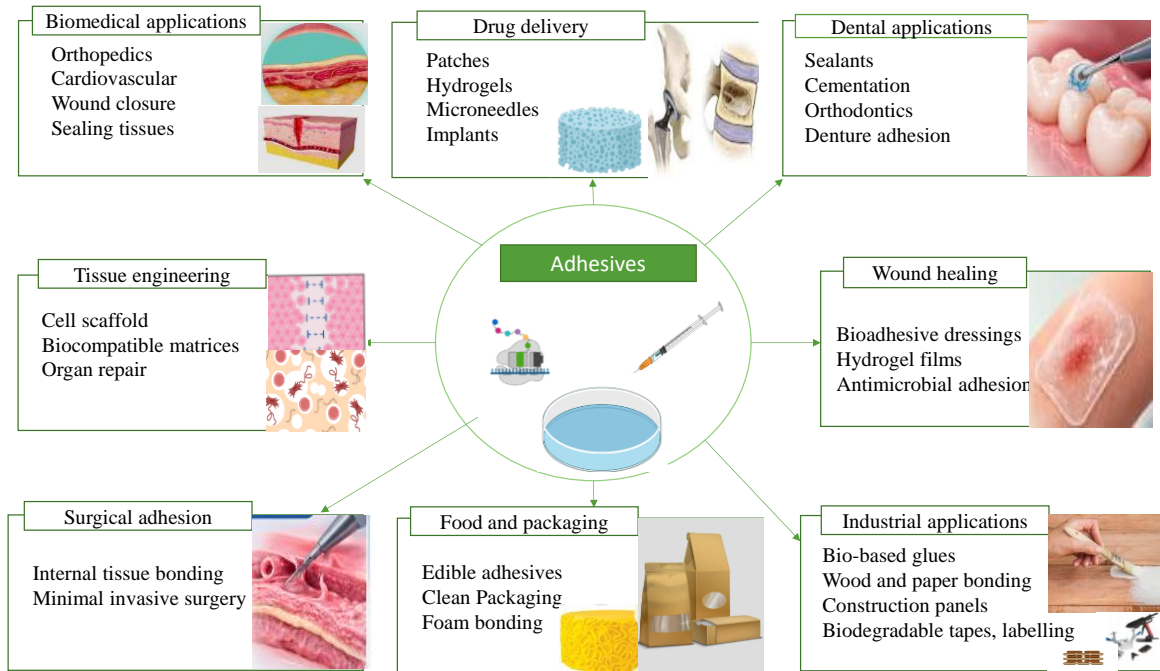 Biomedical applications
Orthopedics
Cardiovascular
Wound closure
Sealing tissues
Drug delivery
Patches
Hydrogels
Microneedles
Implants
Dental applications
Sealants
Cementation
Orthodontics
Denture adhesion
Adhesives
Tissue engineering
Cell scaffold
Biocompatible matrices
Organ repair
Wound healing
Bioadhesive dressings
Hydrogel films
Antimicrobial adhesion
Surgical adhesion
Internal tissue bonding
Minimal invasive surgery
Food and packaging
Edible adhesives
Clean Packaging
Foam bonding
Industrial applications
Bio-based glues
Wood and paper bonding
Construction panels
Biodegradable tapes, labelling